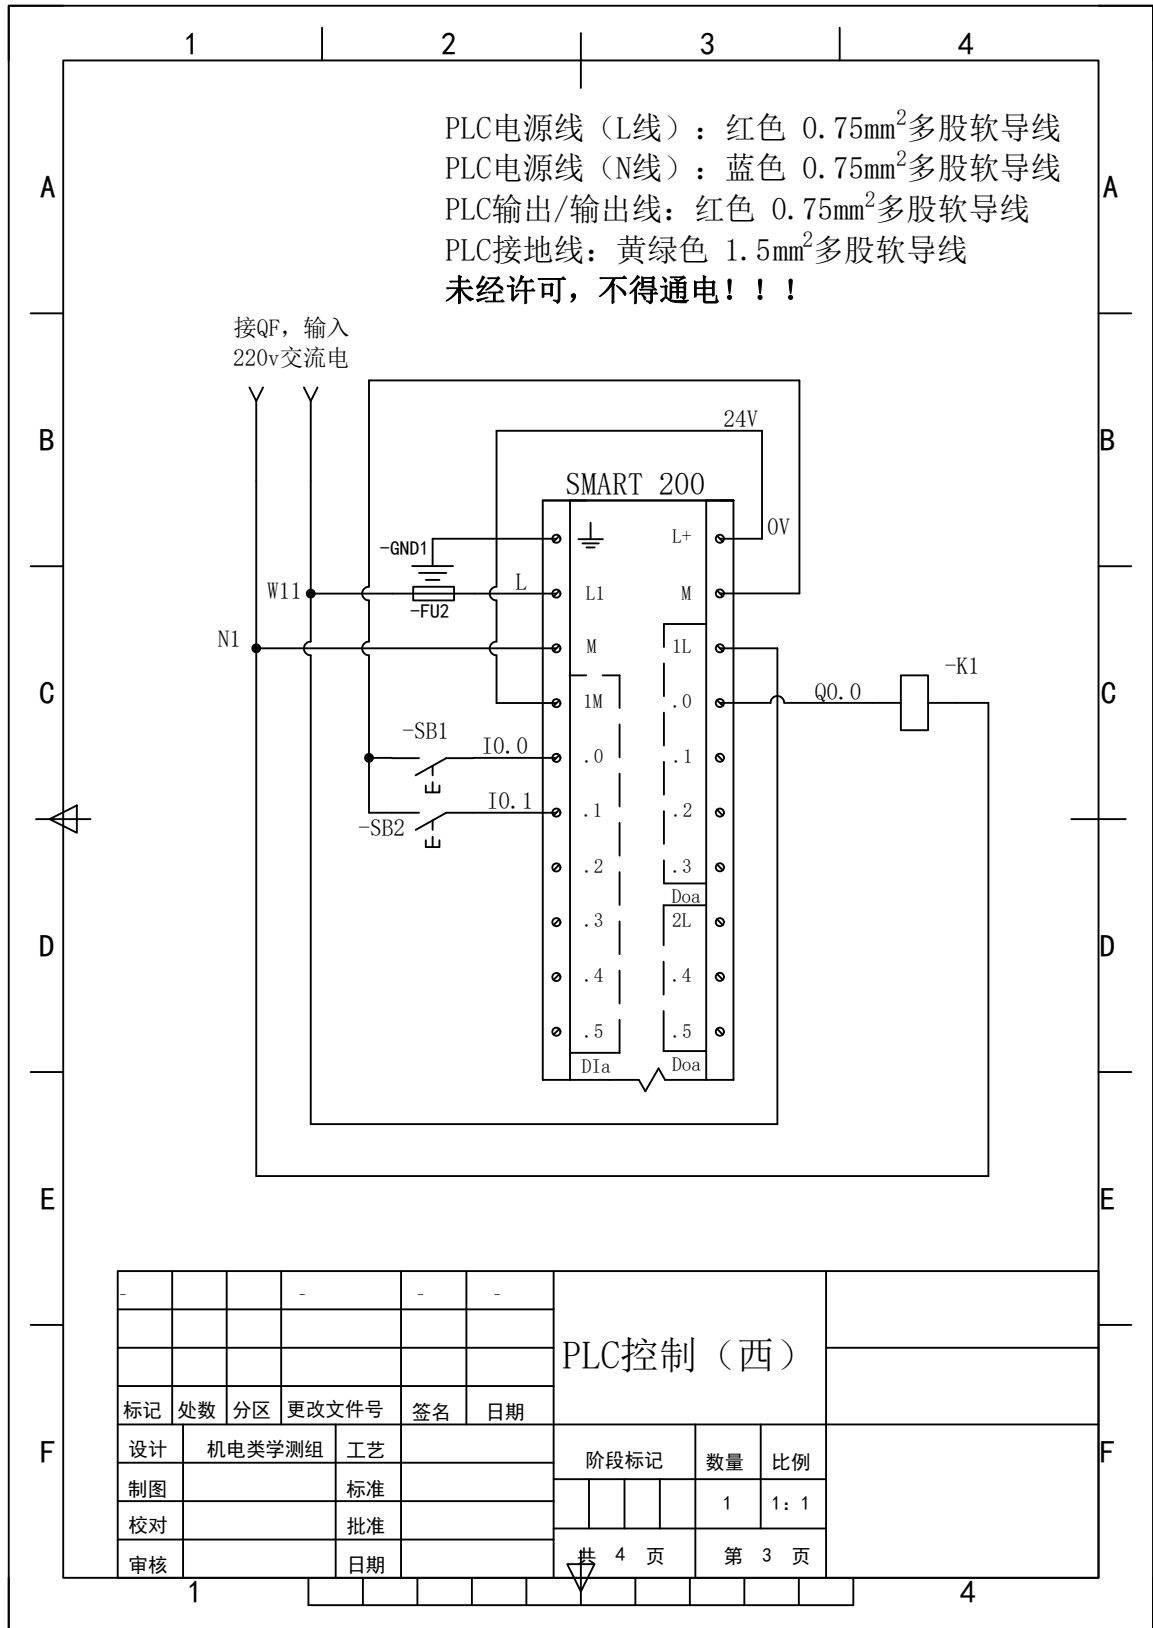 1 2 3 4
PLC电源线（L线）：红色 0.75mm²多股软导线
PLC电源线（N线）：蓝色 0.75mm²多股软导线
PLC输出/输出线：红色 0.75mm²多股软导线
PLC接地线：黄绿色 1.5mm²多股软导线
未经许可，不得通电！！！
A A
接QF，输入
220v交流电
B B
24V
SMART 200
0V
-GND1
L+
W11
L
L1
M
-FU2
N1
M
1L
-K1
C C
1M
.0
Q0.0
-SB1
I0.0
.0
.1
I0.1
-SB2
.1
.2
.2
.3
Doa
.3
2L
D D
.4
.4
.5
.5
DIa
Doa
E E
- - - -
PLC控制（西）
标记 处数 分区 更改文件号 签名 日期
设计 机电类学测组 工艺
阶段标记 数量 比例
制图 标准
1 1：1
校对 批准
审核 日期
共 4 页 第 3 页
F F
1 4